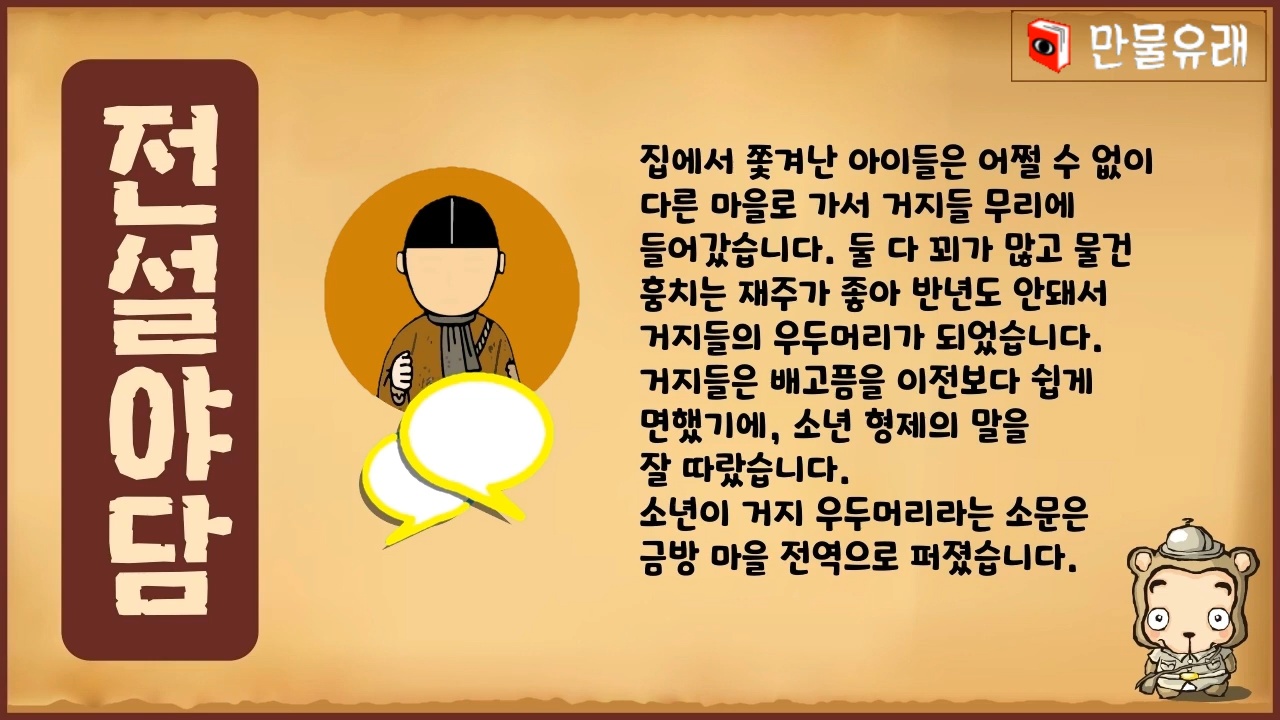 만물유래
전설야담
집에서 쫓겨난 아이들은 어쩔 수 없이
다른 마을로 가서 거지들 무리에
들어갔습니다. 둘 다 꾀가 많고 물건
훔치는 재주가 좋아 반년도 안돼서
거지들의 우두머리가 되었습니다.
거지들은 배고픔을 이전보다 쉽게
면했기에, 소년 형제의 말을
잘 따랐습니다.
소년이 거지 우두머리라는 소문은
금방 마을 전역으로 퍼졌습니다.